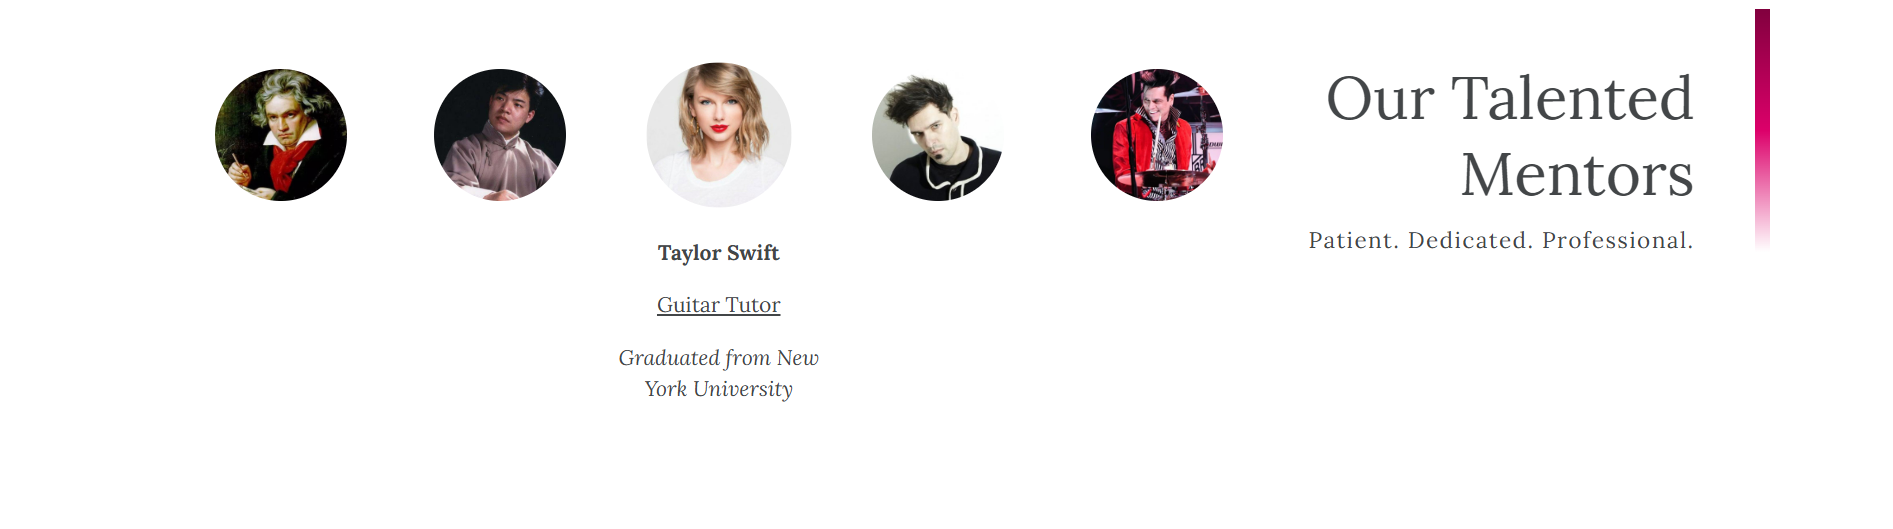 Our Talented
Mentors
Patient. Dedicated. Professional.
Taylor Swift
Guitar Tutor
Graduated from New
York University